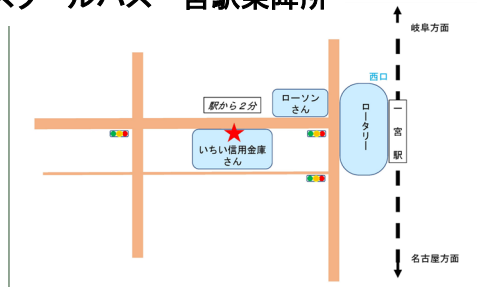 スクールバス 一宮駅乗降所
岐阜方面
西口
ローソン
さん
駅から２分
ロータリー
一宮駅
いちい信用金庫
さん
名古屋方面